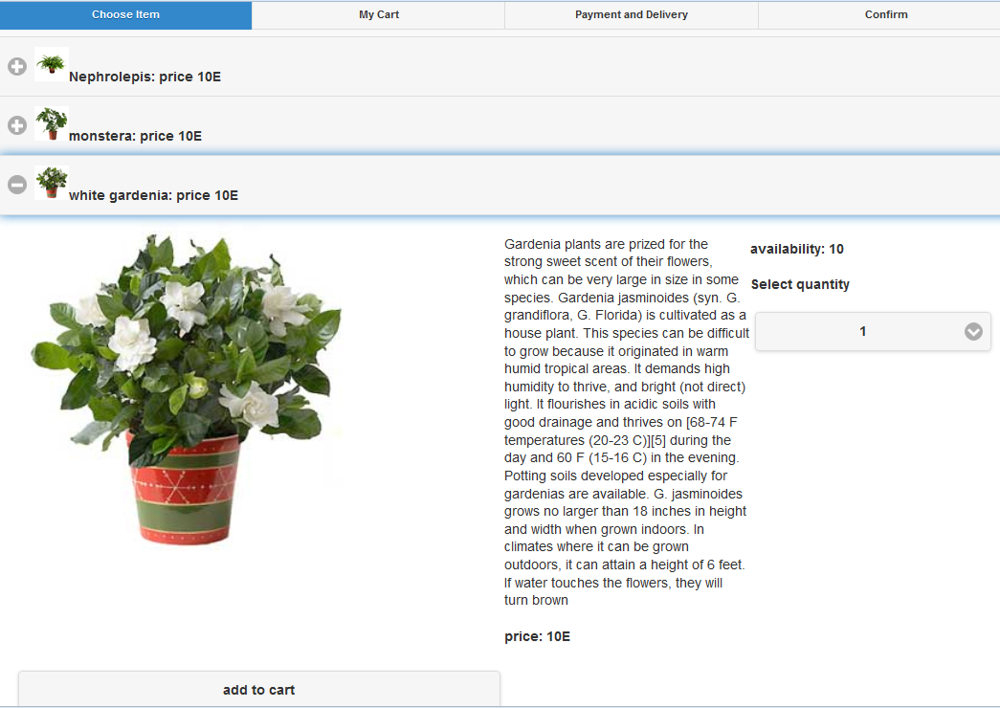 Choose Item
My Cart
Payment and Delivery
Confirm
Nephrolepis: price 10E
monstera: price 10E
white gardenia: price 10E
Gardenia plants are prized for the
strong sweet scent of their flowers,
which can be very large in size in some
species. Gardenia jasminoides (syn. G.
grandiflora, G. Florida) is cultivated as a
house plant. This species can be difficult
to grow because it originated in warm
humid tropical areas. It demands high
humidity to thrive, and bright (not direct)
light. It flourishes in acidic soils with
good drainage and thrives on [68-74 F
temperatures (20-23 C)][5] during the
day and 60 F (15-16 C) in the evening.
Potting soils developed especially for
gardenias are available. G. jasminoides
grows no larger than 18 inches in height
and width when grown indoors. In
climates where it can be grown
outdoors, it can attain a height of 6 feet.
If water touches the flowers, they will
turn brown
price: 10E
availability: 10
Select quantity
1
add to cart